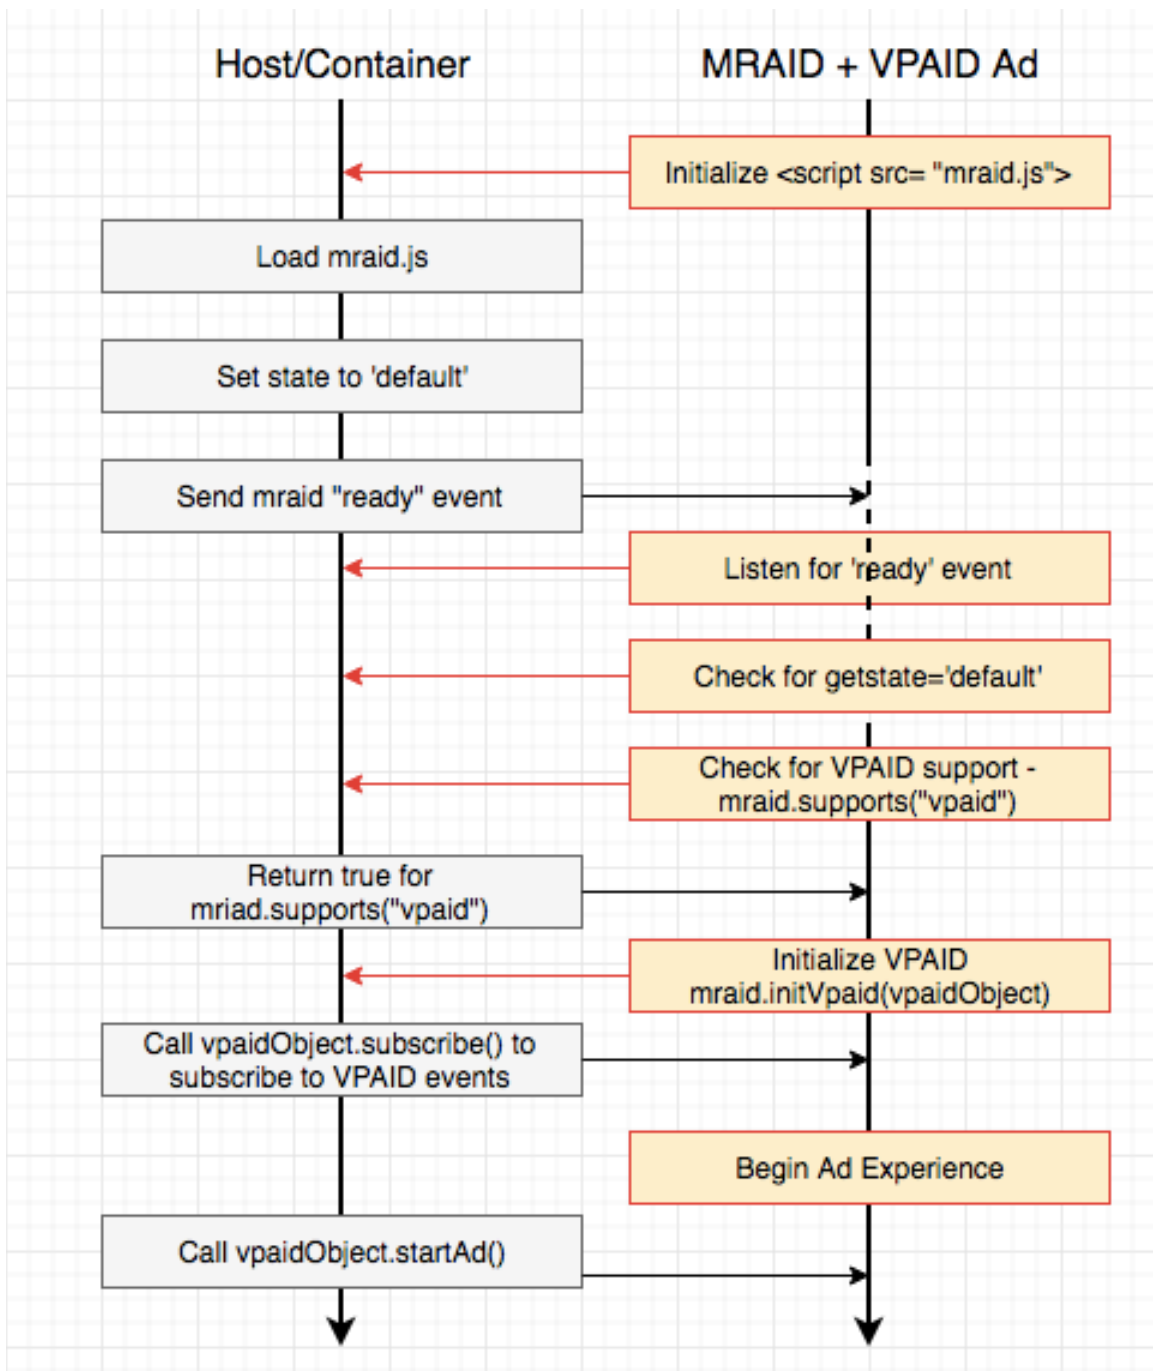 Host/Container
MRAID + VPAID Ad
Initialize <script src= "mraid.js">
Load mraid.js
Set state to 'default'
Send mraid "ready" event
Listen for 'ready' event
Check for getstate='default'
Check for VPAID support -
mraid.supports("vpaid")
Return true for
mriad.supports("vpaid")
Initialize VPAID
mraid.initVpaid(vpaidObject)
Call vpaidObject.subscribe() to
subscribe to VPAID events
Begin Ad Experience
Call vpaidObject.startAd()